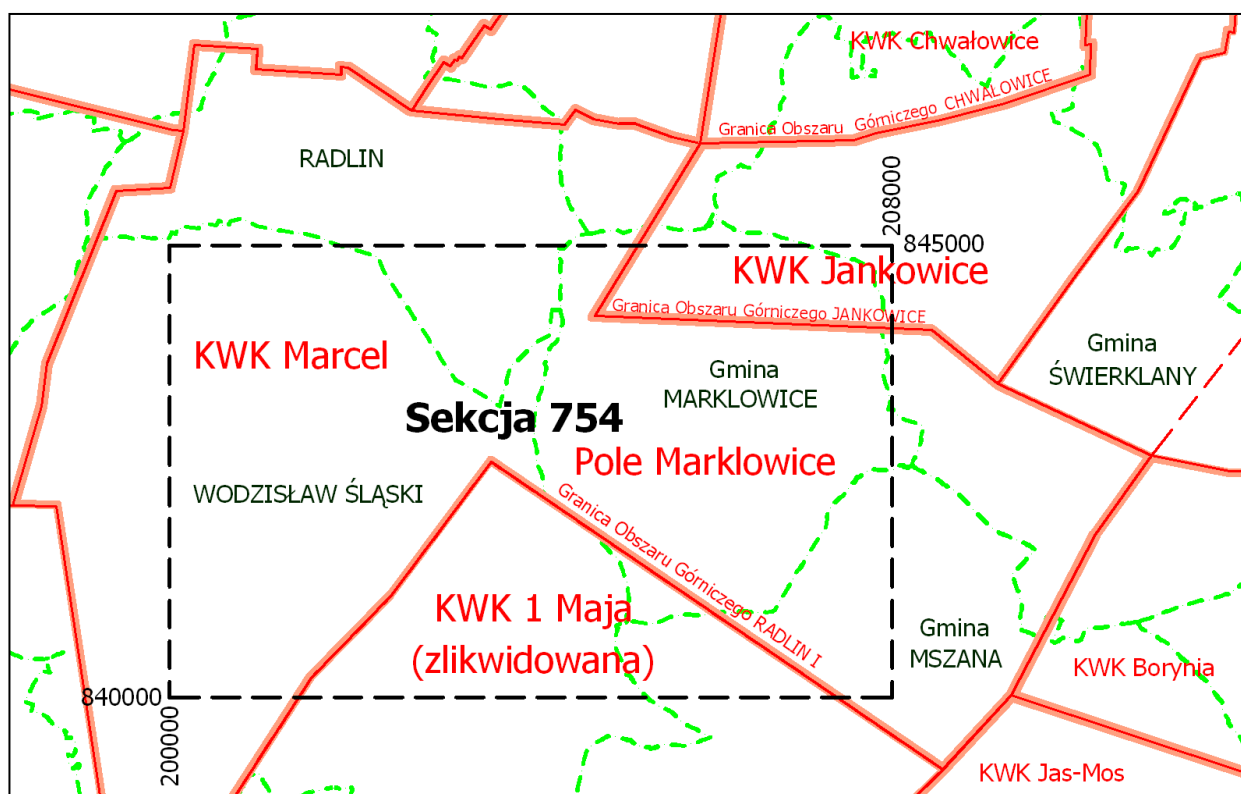 KWK Chwałowice
Granica Obszaru Górniczego CHWAŁOWICE
RADLIN
208000
845000
KWK Jankowice
Granica Obszaru Górniczego JANKOWICE
KWK Marcel
Gmina
MARKLOWICE
Gmina
ŚWIERKLANY
Sekcja 754
Pole Marklowice
WODZISŁAW ŚLĄSKI
Granica Obszaru Górniczego RADLIN I
KWK 1 Maja
(zlikwidowana)
Gmina
MSZANA
KWK Borynia
840000
200000
KWK Jas-Mos